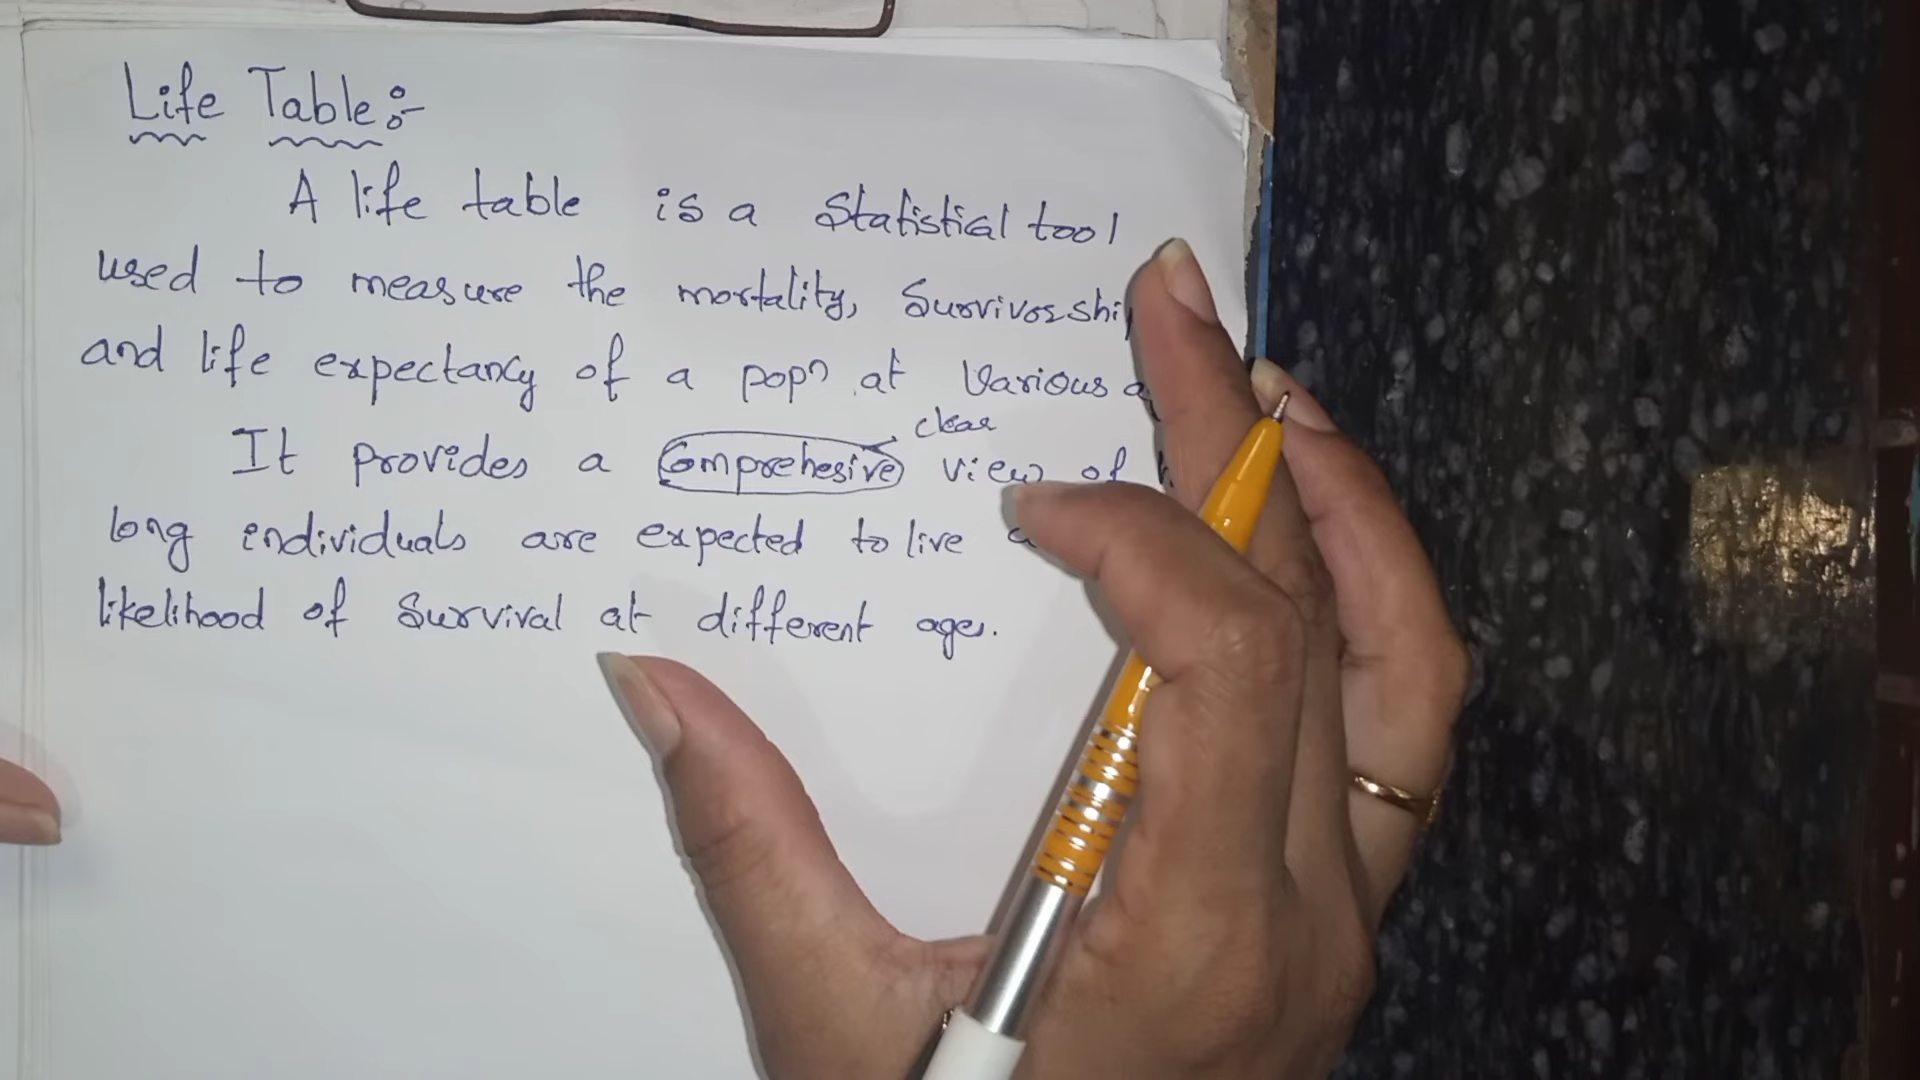 Life Table:-
A life table is a Statistial tool
used to measure the mortality, Survivorshi
and life expectancy of a popn at Various a
clear
It provides a Comprehesive view of
long individuals are expected to live a
likelihood of Survival at different ages.